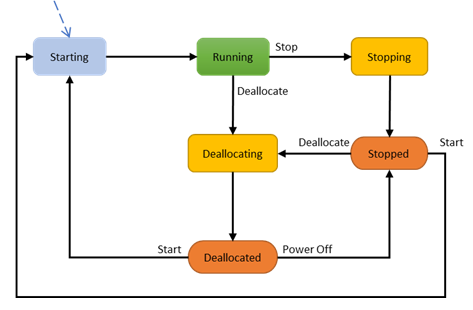 Starting
Running
Stop
Stopping
Deallocate
Deallocating
Deallocate
Stopped
Start
Start
Deallocated
Power Off